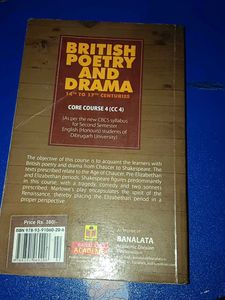 BRITISH
POETRY AND
DRAMA
14TH TO 17TH CENTURIES
CORE COURSE 4 (CC 4)
(As per the new CBCS syllabus
for Second Semester
English (Honours) students of
Dibrugarh University)
The objective of this course is to acquaint the learners with
British poetry and drama from Chaucer to Shakespeare. The
texts prescribed relate to the Age of Chaucer, Pre-Elizabethan
and Elizabethan periods. Shakespeare figures prominently
in this course, with a tragedy, comedy and two sonnets
prescribed. Marlowe's play encapsulates the spirit of the
Renaissance, thereby placing the Elizabethan period in a
proper perspective.
Price Rs. 380/-
BANALATA